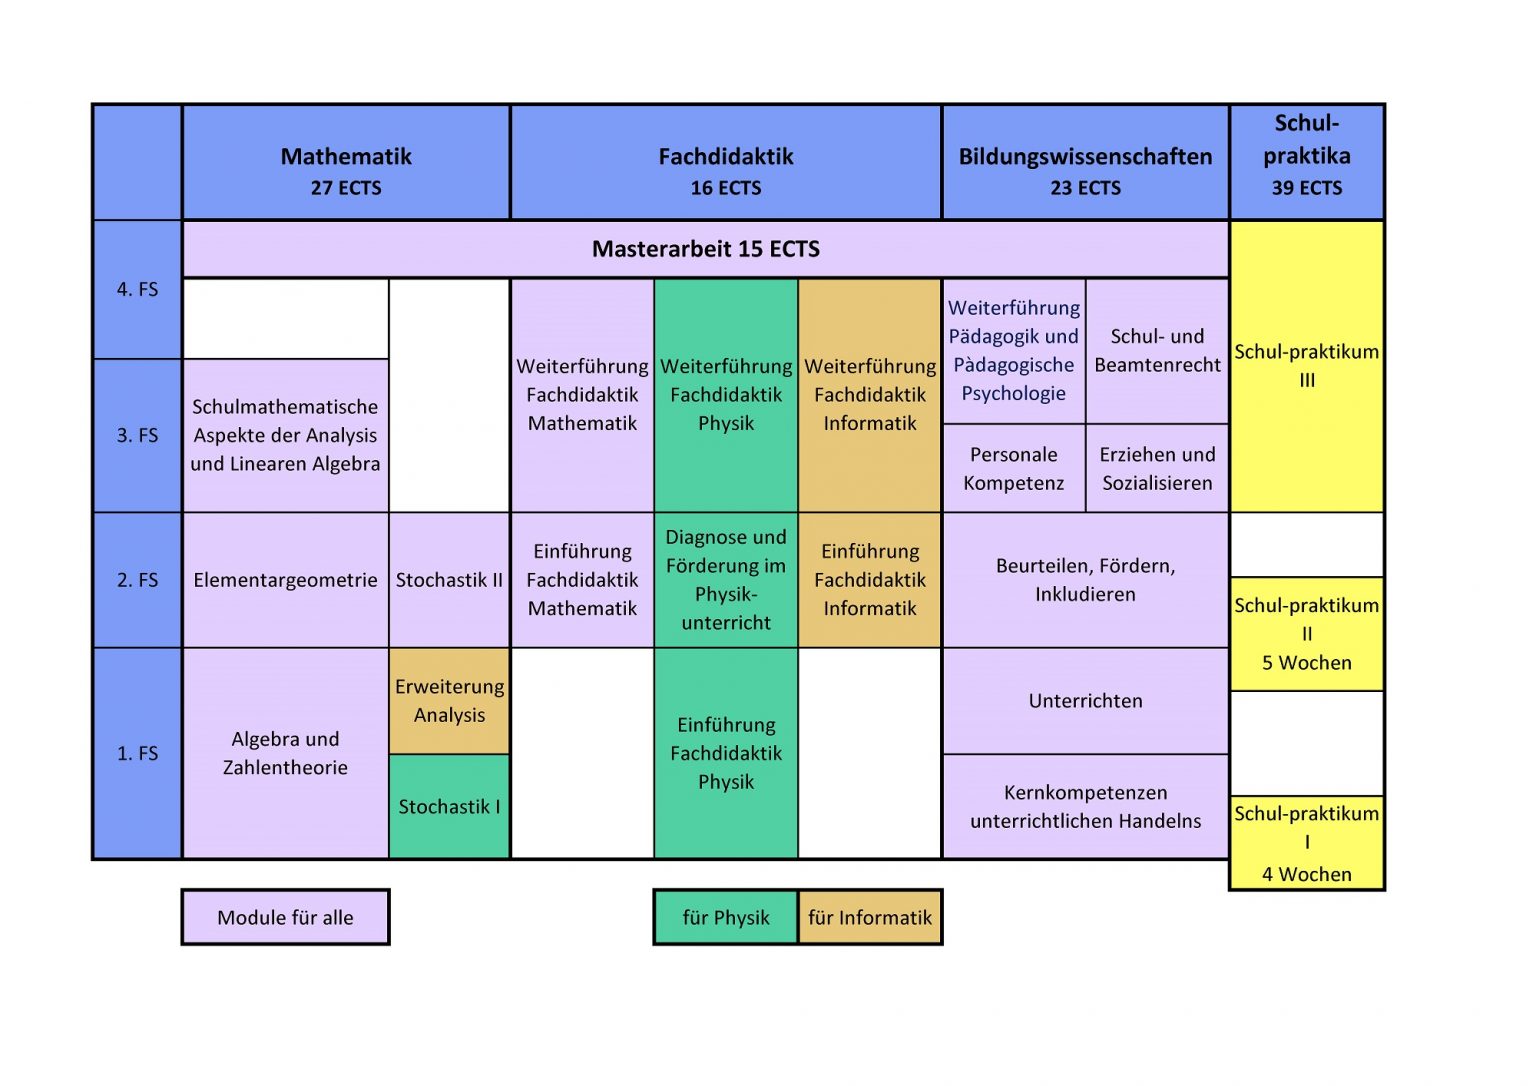 Mathematik
27 ECTS
Fachdidaktik
16 ECTS
Bildungswissenschaften
23 ECTS
Schul-
praktika
39 ECTS
4. FS
Masterarbeit 15 ECTS
Weiterführung
Fachdidaktik
Mathematik
Weiterführung
Fachdidaktik
Physik
Weiterführung
Fachdidaktik
Informatik
Weiterführung
Pädagogik und
Pàdagogische
Psychologie
Schul- und
Beamtenrecht
Schul-praktikum
III
3. FS
Schulmathematische
Aspekte der Analysis
und Linearen Algebra
Personale
Kompetenz
Erziehen und
Sozialisieren
2. FS
Elementargeometrie
Stochastik II
Einführung
Fachdidaktik
Mathematik
Diagnose und
Förderung im
Physik-
unterricht
Einführung
Fachdidaktik
Informatik
Beurteilen, Fördern,
Inkludieren
Schul-praktikum
II
5 Wochen
1. FS
Algebra und
Zahlentheorie
Erweiterung
Analysis
Stochastik I
Einführung
Fachdidaktik
Physik
Unterrichten
Kernkompetenzen
unterrichtlichen Handelns
Schul-praktikum
I
4 Wochen
Module für alle
für Physik
für Informatik